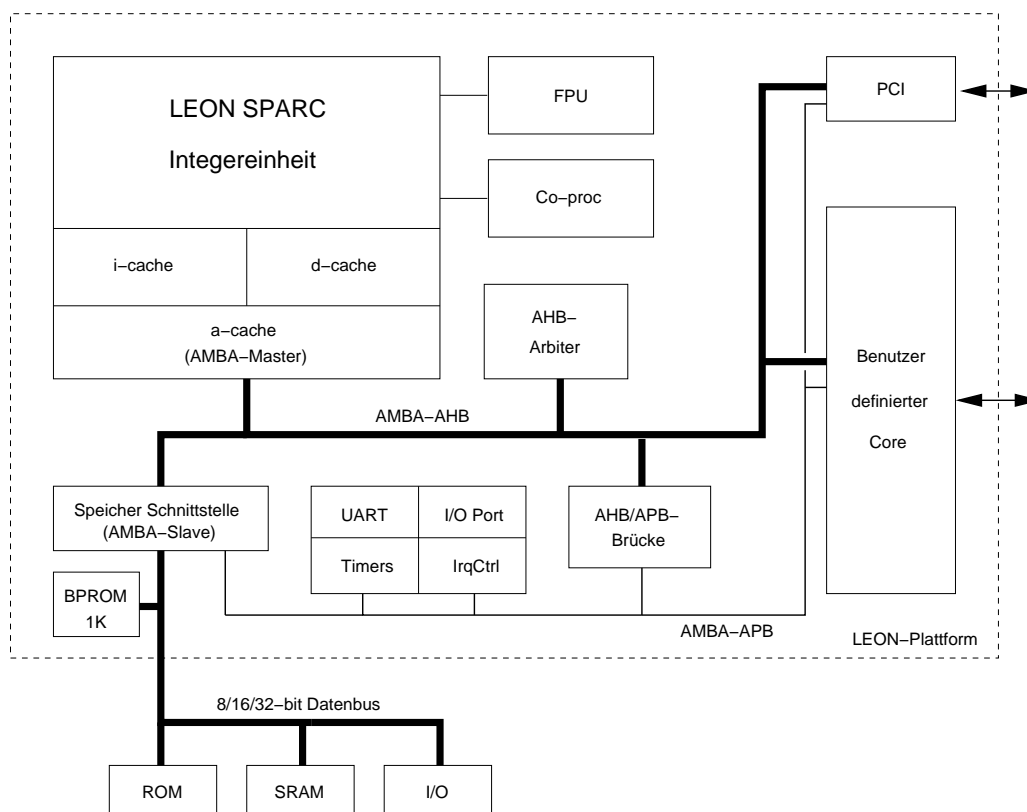 LEON SPARC
Integereinheit
FPU
PCI
Co−proc
i−cache
d−cache
a−cache
(AMBA−Master)
AHB−
Arbiter
Benutzer
definierter
Core
AMBA−AHB
Speicher Schnittstelle
(AMBA−Slave)
UART
I/O Port
Timers
IrqCtrl
AHB/APB−
Brücke
BPROM
1K
AMBA−APB
LEON−Plattform
8/16/32−bit Datenbus
ROM
SRAM
I/O